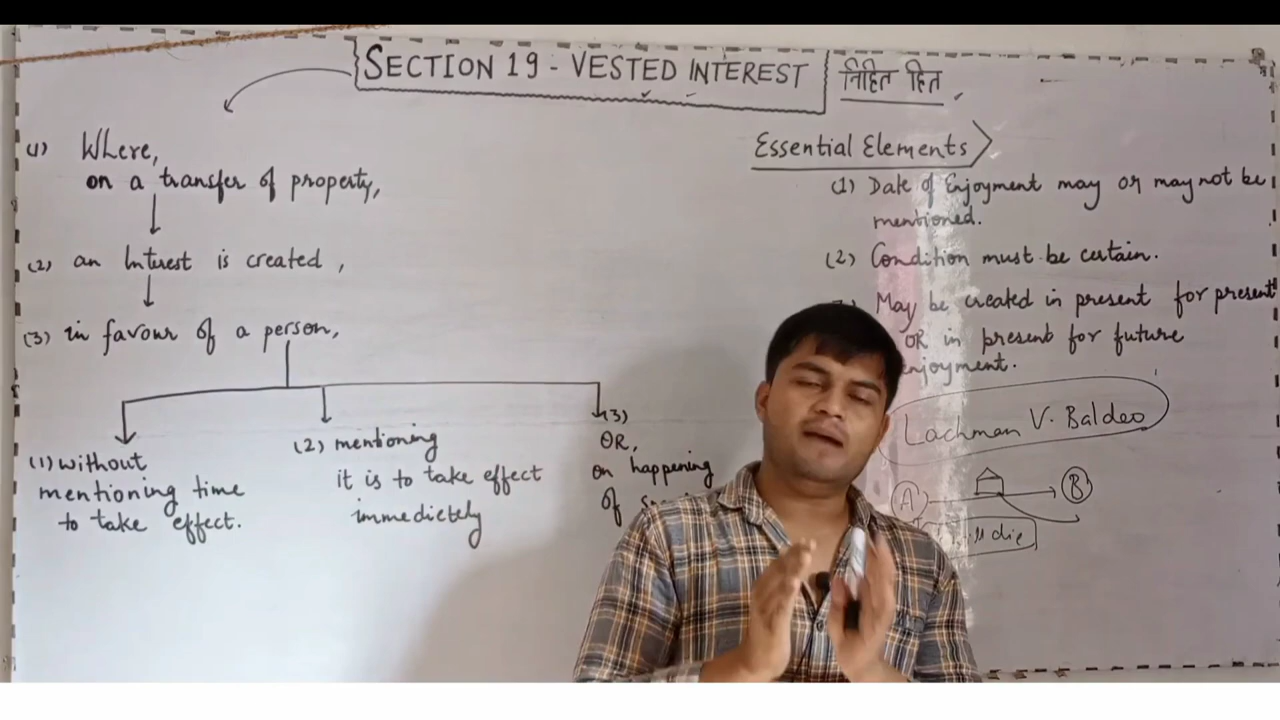 SECTION 19 - VESTED INTEREST
निहित हित
(1) Where,
on a transfer of property,
(2) an Interest is created,
(3) in favour of a person,
(1) without
mentioning time
to take effect.
(2) mentioning
it is to take effect
immedietely
(3)
OR,
on happening
of
Essential Elements
(1) Date of Enjoyment may or may not be
mentioned.
(2) Condition must be certain.
May be created in present for present
OR in present for future
enjoyment.
Lachman V. Baldeo
A
B
die